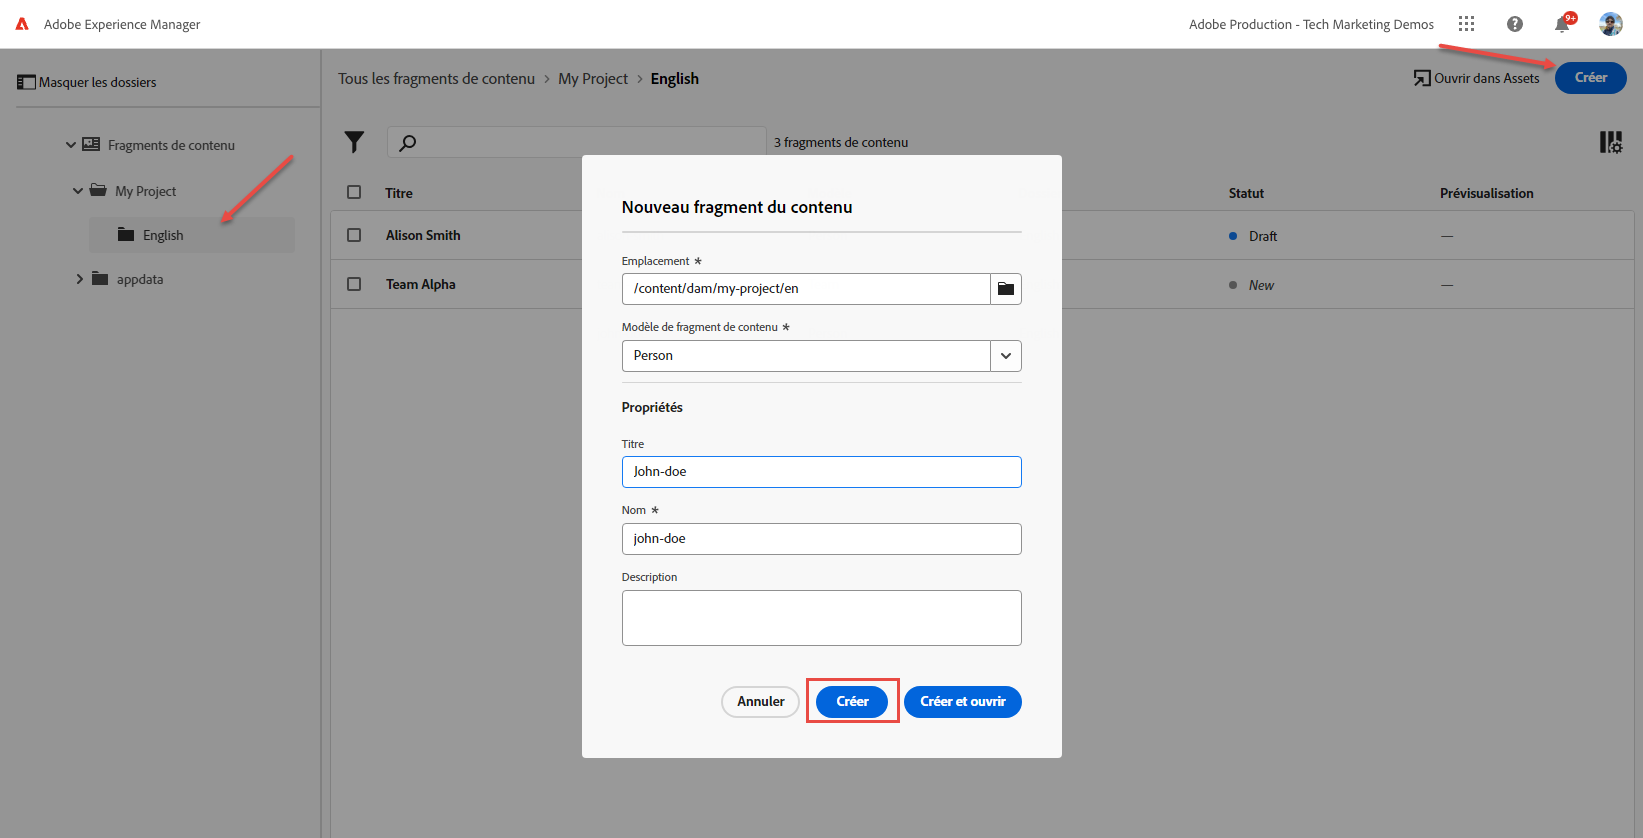 Adobe Experience Manager
Adobe Production - Tech Marketing Demos
9+
Masquer les dossiers
Tous les fragments de contenu > My Project > English
Ouvrir dans Assets
Créer
Fragments de contenu
My Project
English
appdata
3 fragments de contenu
Titre
Statut
Prévisualisation
Alison Smith
Draft
—
Team Alpha
New
—
Nouveau fragment du contenu
Emplacement *
/content/dam/my-project/en
Modèle de fragment de contenu *
Person
Propriétés
Titre
John-doe
Nom *
john-doe
Description
Annuler
Créer
Créer et ouvrir